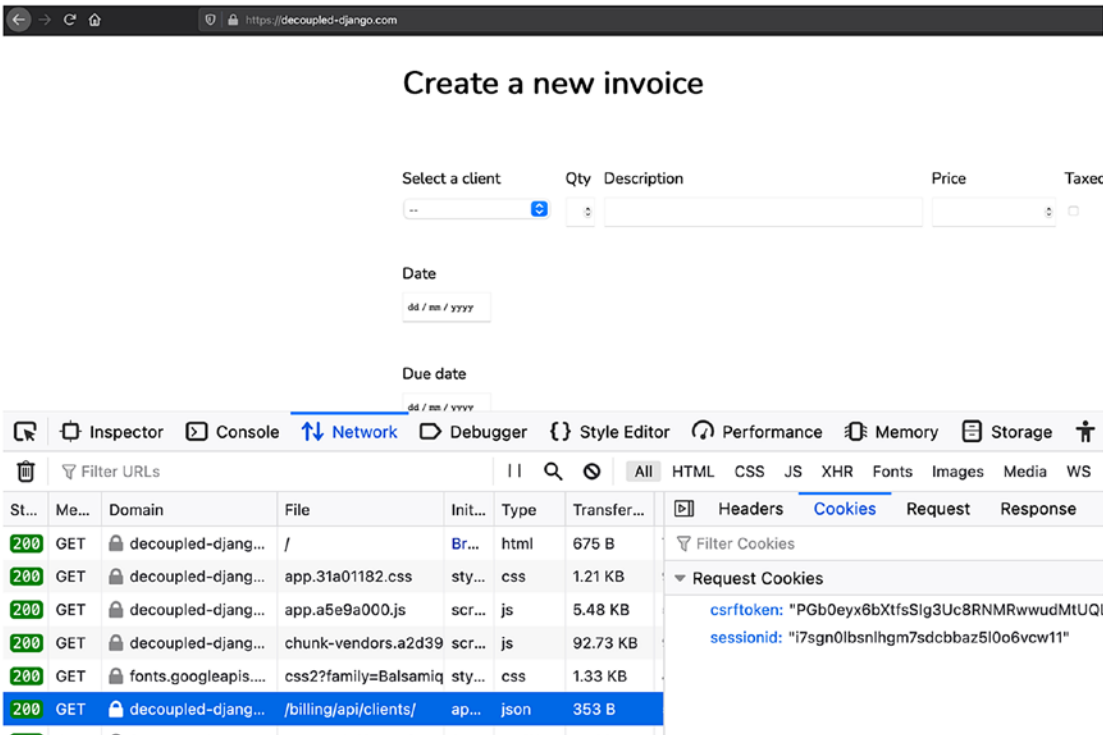 https://decoupled-django.com
Create a new invoice
Select a client Qty Description Price Taxed
--
Date
dd / mm / yyyy
Due date
dd / mm / yyyy
Inspector Console Network Debugger Style Editor Performance Memory Storage
Filter URLs All HTML CSS JS XHR Fonts Images Media WS
St... Me... Domain File Init... Type Transfer... Headers Cookies Request Response
200 GET decoupled-djang... / Br... html 675 B Filter Cookies
200 GET decoupled-djang... app.31a01182.css sty... css 1.21 KB Request Cookies
200 GET decoupled-djang... app.a5e9a000.js scr... js 5.48 KB csrftoken: "PGb0eyx6bXtfsSlg3Uc8RNMRwwudMtUQL
200 GET decoupled-djang... chunk-vendors.a2d39 scr... js 92.73 KB sessionid: "i7sgn0lbsnlhgm7sdcbbaz5l0o6vcw11"
200 GET fonts.googleapis.... css2?family=Balsamiq sty... css 1.33 KB
200 GET decoupled-djang... /billing/api/clients/ ap... json 353 B